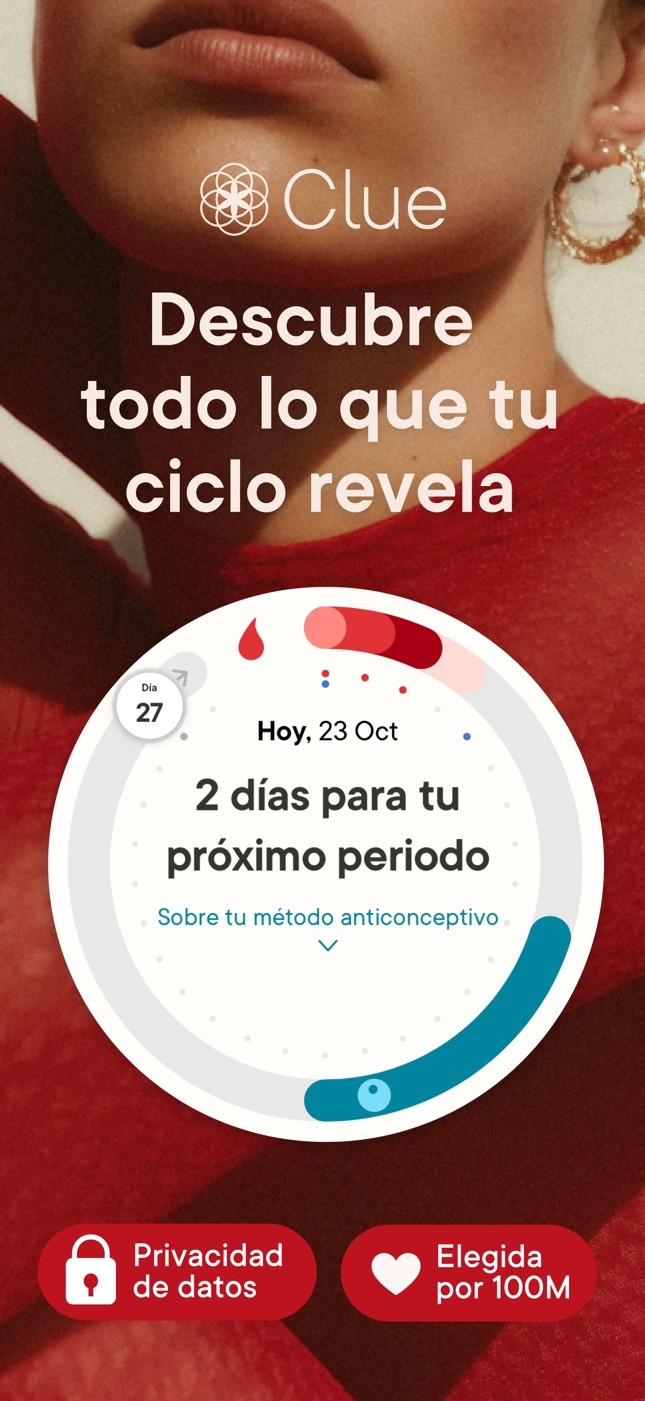 Clue
Descubre
todo lo que tu
ciclo revela
Día
27
Hoy, 23 Oct
2 días para tu
próximo periodo
Sobre tu método anticonceptivo
Privacidad
de datos
Elegida
por 100M